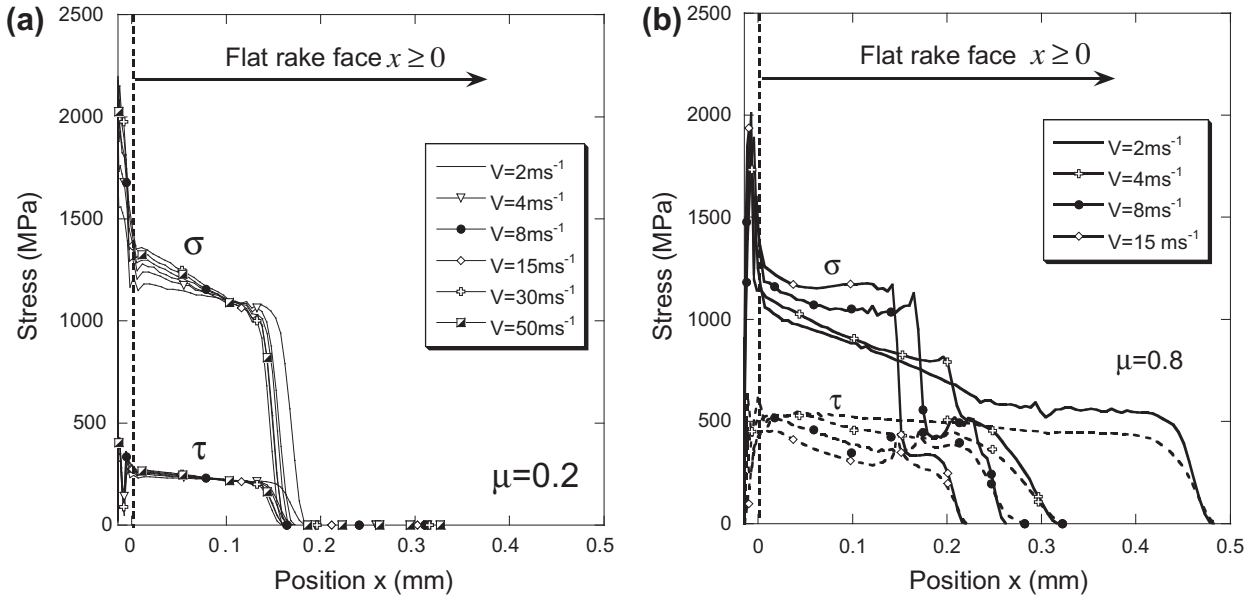 (a)
2500
2000
1500
1000
500
0
Stress (MPa)
Flat rake face x ≥ 0
V=2ms⁻¹
V=4ms⁻¹
V=8ms⁻¹
V=15ms⁻¹
V=30ms⁻¹
V=50ms⁻¹
σ
τ
μ=0.2
0 0.1 0.2 0.3 0.4 0.5
Position x (mm)
(b)
2500
2000
1500
1000
500
0
Stress (MPa)
Flat rake face x ≥ 0
V=2ms⁻¹
V=4ms⁻¹
V=8ms⁻¹
V=15 ms⁻¹
σ
τ
μ=0.8
0 0.1 0.2 0.3 0.4 0.5
Position x (mm)